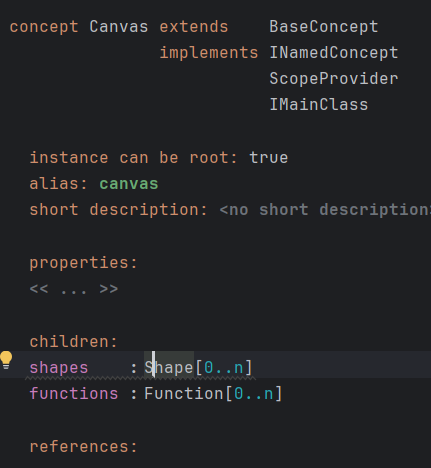 concept Canvas extends BaseConcept
implements INamedConcept
ScopeProvider
IMainClass
instance can be root: true
alias: canvas
short description: <no short description>
properties:
<< ... >>
children:
shapes : Shape[0..n]
functions : Function[0..n]
references: